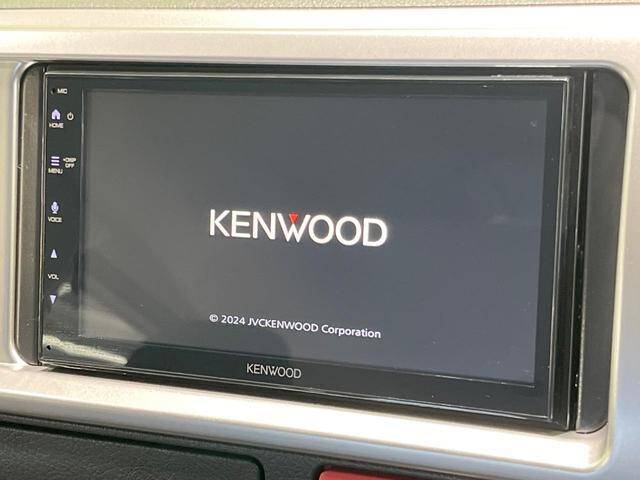 MIC
HOME
MENU
•DISP
OFF
VOICE
VOL
KENWOOD
© 2024 JVCKENWOOD Corporation
KENWOOD